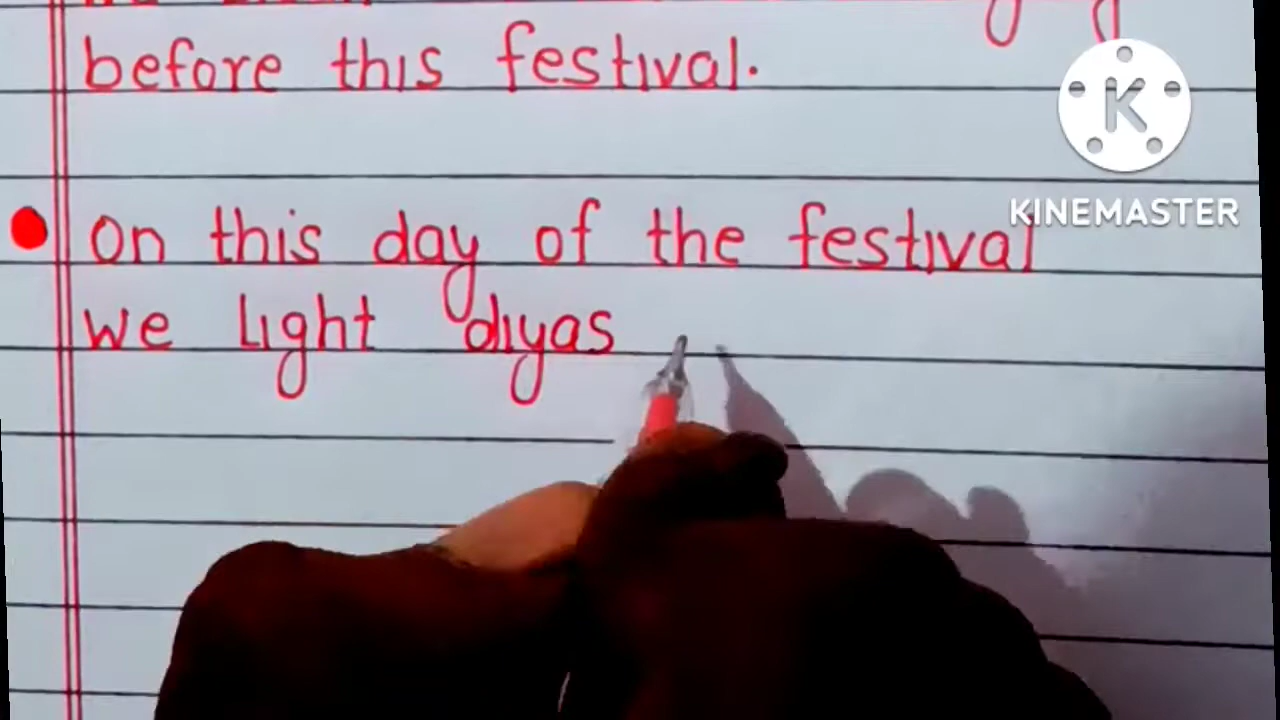 before this festival.
On this day of the festival
we light diyas
KINEMASTER